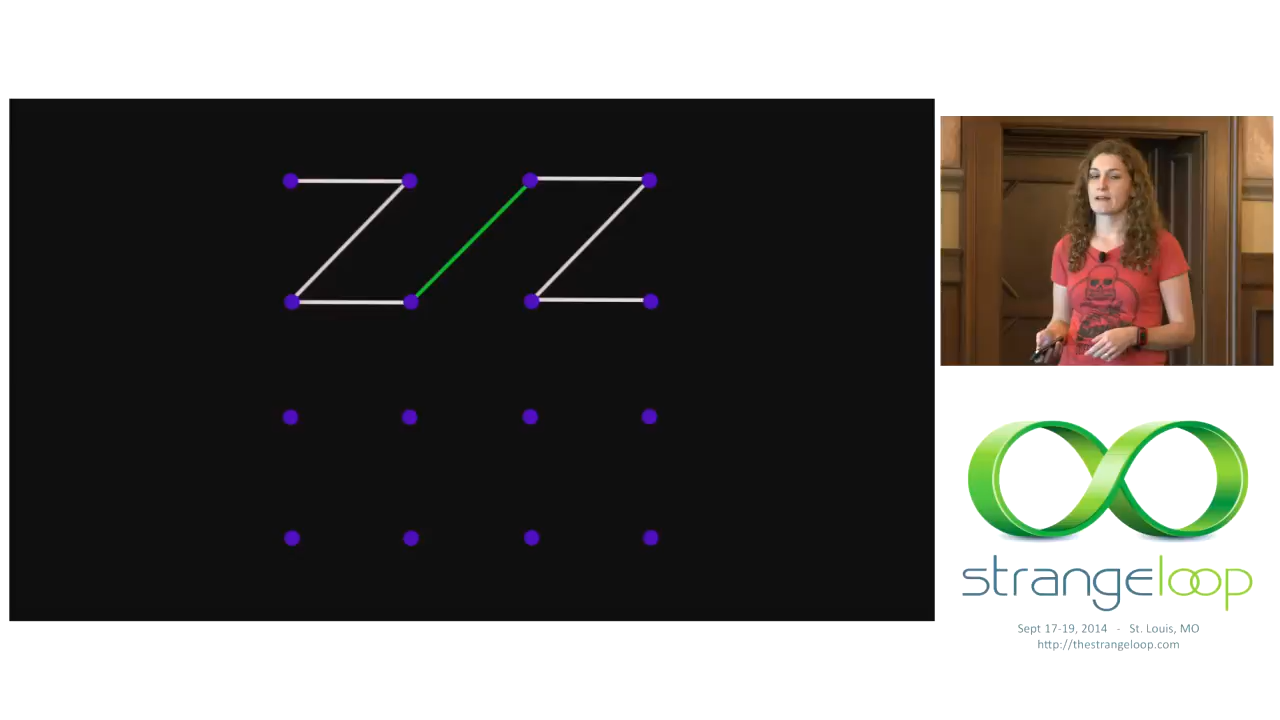 strangeloop
Sept 17-19, 2014 - St. Louis, MO
http://thestrangeloop.com